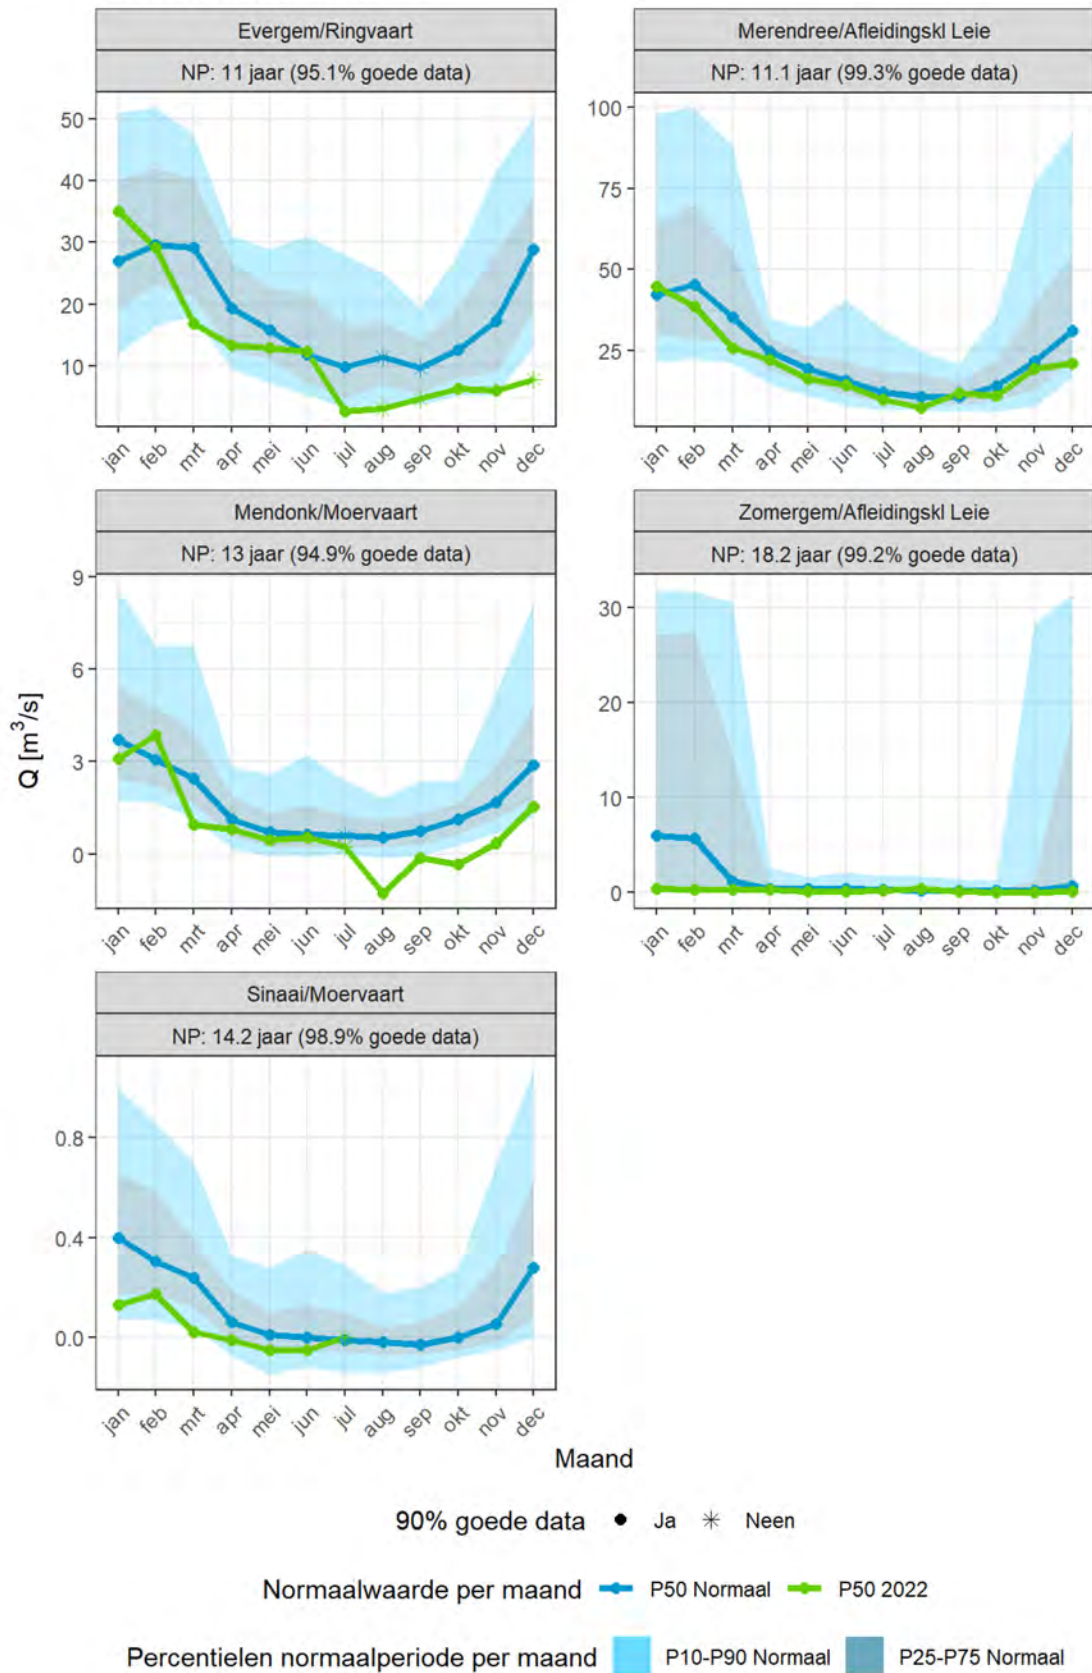 Evergem/Ringvaart
NP: 11 jaar (95.1% goede data)
50
40
30
20
10
jan feb mrt apr mei jun jul aug sep okt nov dec
Merendree/Afleidingskl Leie
NP: 11.1 jaar (99.3% goede data)
100
75
50
25
jan feb mrt apr mei jun jul aug sep okt nov dec
Mendonk/Moervaart
NP: 13 jaar (94.9% goede data)
9
6
3
0
jan feb mrt apr mei jun jul aug sep okt nov dec
Zomergem/Afleidingskl Leie
NP: 18.2 jaar (99.2% goede data)
30
20
10
0
jan feb mrt apr mei jun jul aug sep okt nov dec
Q [m³/s]
Sinaai/Moervaart
NP: 14.2 jaar (98.9% goede data)
0.8
0.4
0.0
jan feb mrt apr mei jun jul aug sep okt nov dec
Maand
90% goede data Ja Neen
Normaalwaarde per maand P50 Normaal P50 2022
Percentielen normaalperiode per maand P10-P90 Normaal P25-P75 Normaal